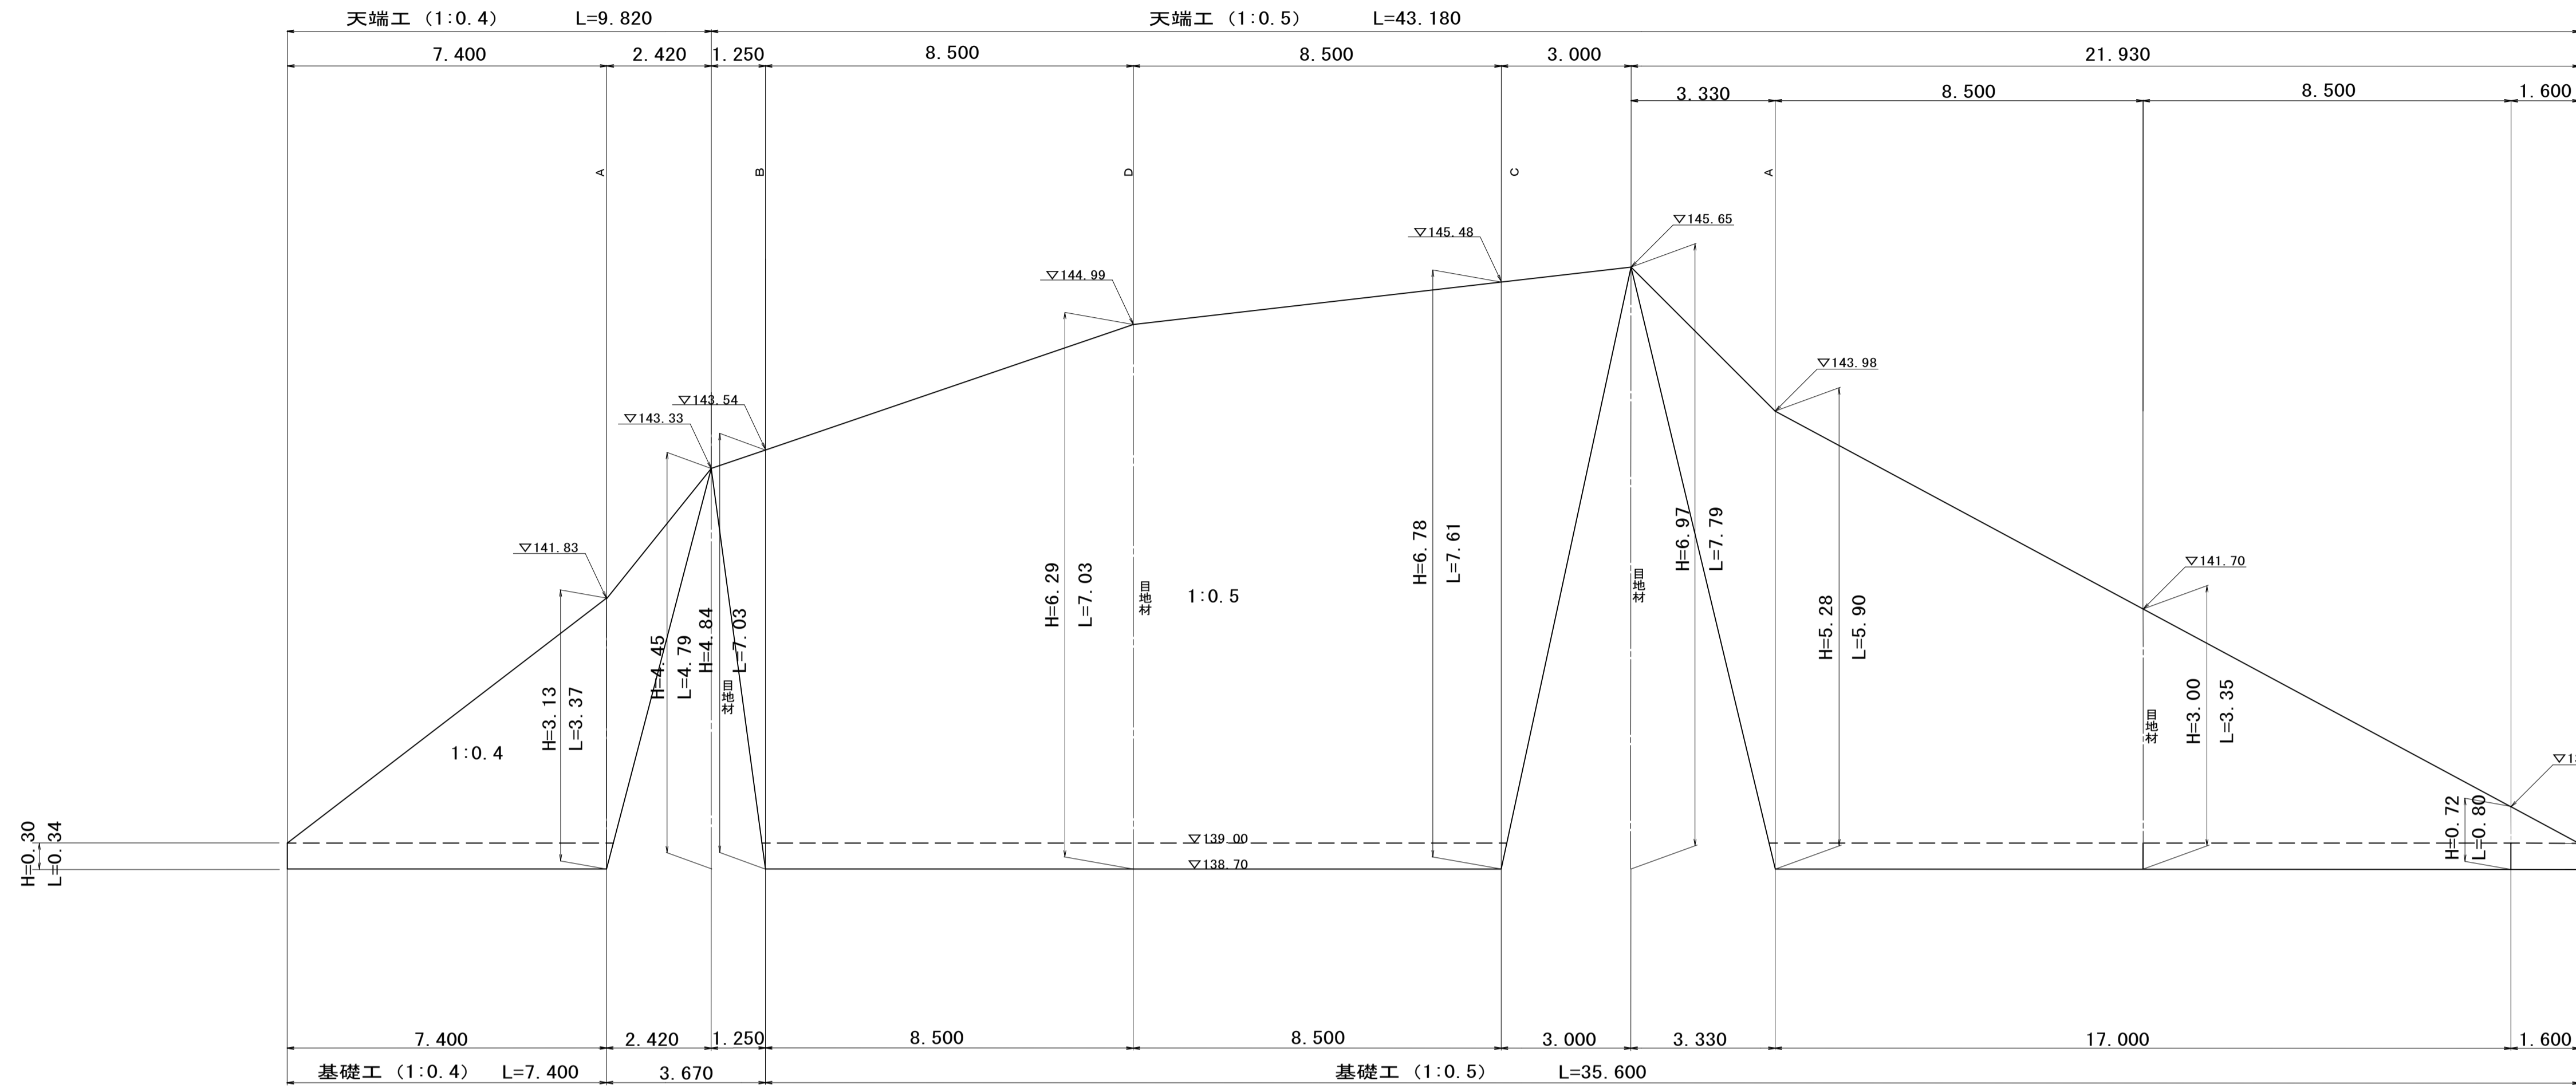 天端工 (1:0.4) L=9.820
天端工 (1:0.5) L=43.180
7.400 2.420 1.250 8.500 8.500 3.000 21.930
3.330 8.500 8.500 1.600
A B D C A
▽145.65
▽145.48
▽144.99
▽143.98
▽143.54
▽143.33
▽141.83
▽141.70
H=0.30
L=0.34
1:0.4
H=3.13
L=3.37
H=4.45
L=4.79
H=4.84
L=7.03
目地材
H=6.29
L=7.03
目地材
1:0.5
H=6.78
L=7.61
目地材
H=6.97
L=7.79
H=5.28
L=5.90
目地材
H=3.00
L=3.35
H=0.72
L=0.80
▽139.00
▽138.70
7.400 2.420 1.250 8.500 8.500 3.000 3.330 17.000 1.600
基礎工 (1:0.4) L=7.400 3.670 基礎工 (1:0.5) L=35.600